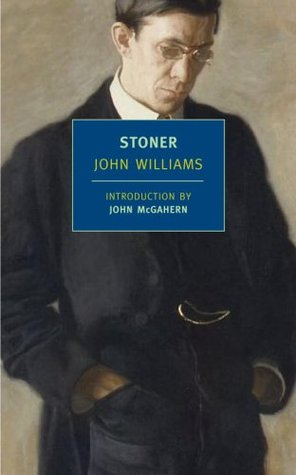 STONER
JOHN WILLIAMS
INTRODUCTION BY
JOHN McGAHERN